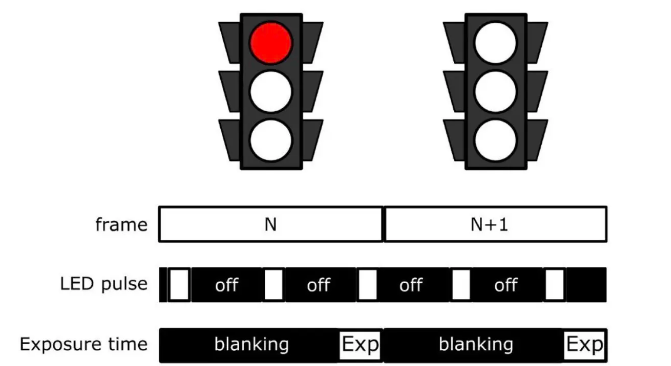 frame N N+1
LED pulse off off off off
Exposure time blanking Exp blanking Exp